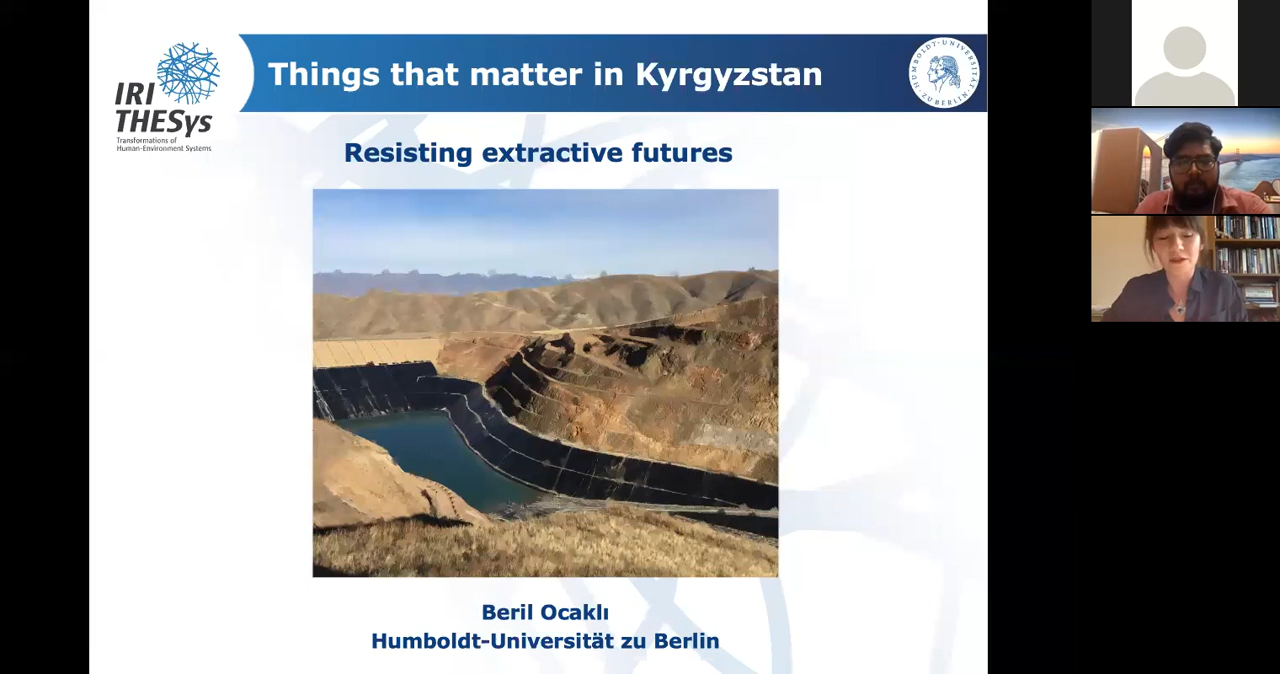 IRI
THESys
Transformations of
Human-Environment Systems
Things that matter in Kyrgyzstan
HUMBOLDT-UNIVERSITÄT
ZU BERLIN
Resisting extractive futures
Beril Ocaklı
Humboldt-Universität zu Berlin